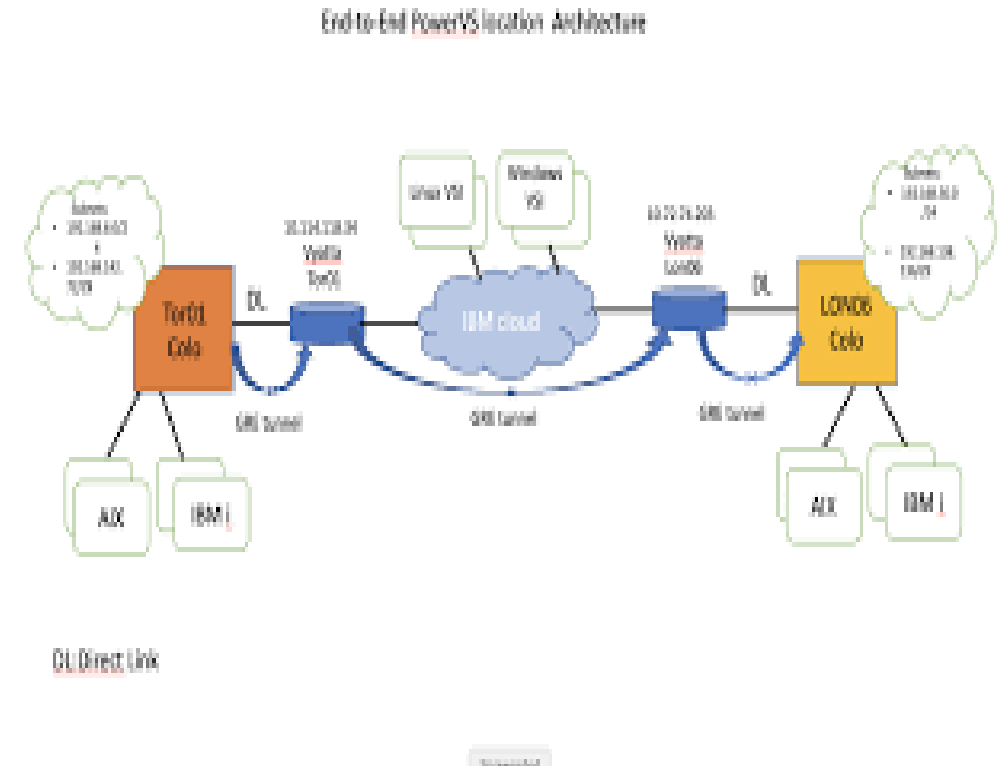 End-to-End PowerVS location Architecture
Linux VSI
Windows
VSI
Vyatta
Tor01
Vyatta
Lon06
Subnets
Subnets
Tor01
Colo
DL
IBM cloud
DL
LON06
Colo
GRE tunnel
GRE tunnel
GRE tunnel
AIX
IBM i
AIX
IBM i
DL:Direct Link